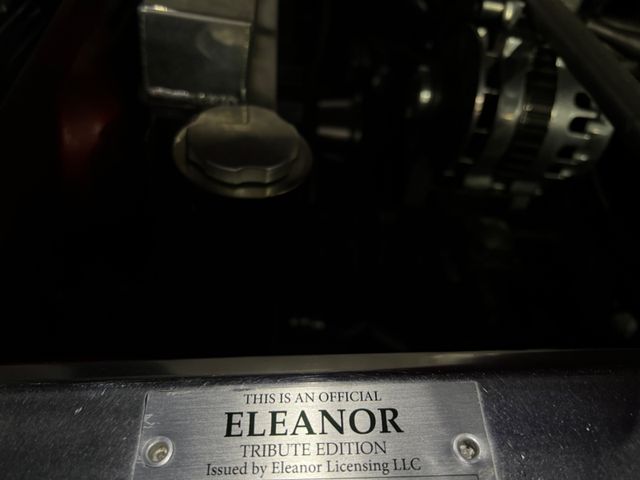 THIS IS AN OFFICIAL
ELEANOR
TRIBUTE EDITION
Issued by Eleanor Licensing LLC